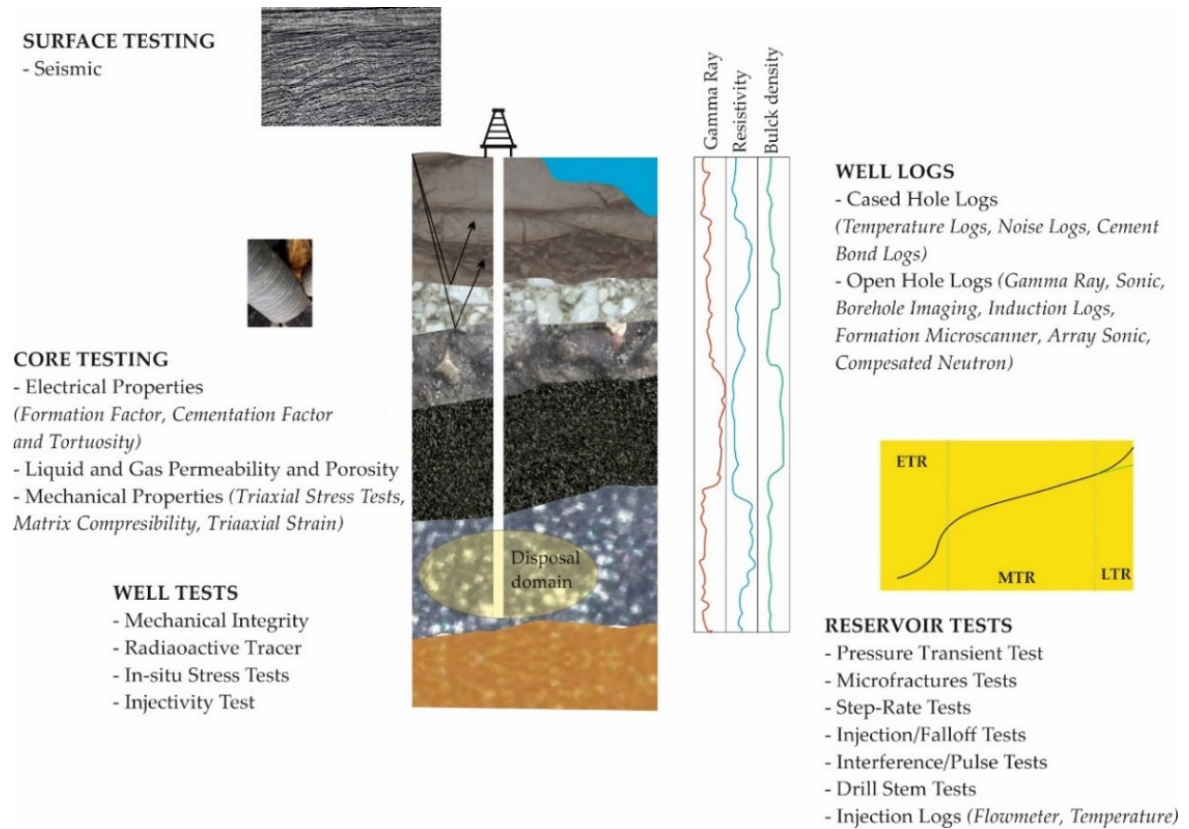 SURFACE TESTING
- Seismic
Gamma Ray
Resistivity
Bulck density
WELL LOGS
- Cased Hole Logs
(Temperature Logs, Noise Logs, Cement
Bond Logs)
- Open Hole Logs (Gamma Ray, Sonic,
Borehole Imaging, Induction Logs,
Formation Microscanner, Array Sonic,
Compesated Neutron)
CORE TESTING
- Electrical Properties
(Formation Factor, Cementation Factor
and Tortuosity)
- Liquid and Gas Permeability and Porosity
- Mechanical Properties (Triaxial Stress Tests,
Matrix Compresibility, Triaaxial Strain)
Disposal
domain
ETR
MTR
LTR
WELL TESTS
- Mechanical Integrity
- Radiaoactive Tracer
- In-situ Stress Tests
- Injectivity Test
RESERVOIR TESTS
- Pressure Transient Test
- Microfractures Tests
- Step-Rate Tests
- Injection/Falloff Tests
- Interference/Pulse Tests
- Drill Stem Tests
- Injection Logs (Flowmeter, Temperature)